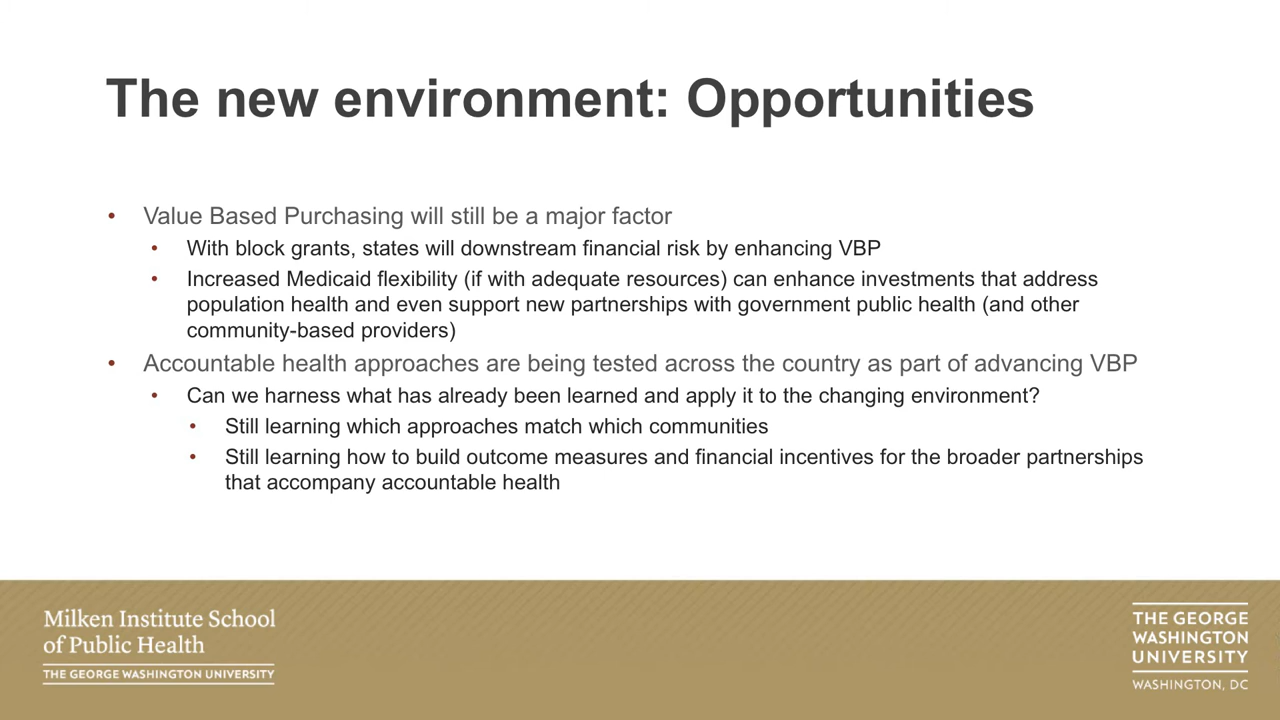 The new environment: Opportunities
• Value Based Purchasing will still be a major factor
• With block grants, states will downstream financial risk by enhancing VBP
• Increased Medicaid flexibility (if with adequate resources) can enhance investments that address
population health and even support new partnerships with government public health (and other
community-based providers)
• Accountable health approaches are being tested across the country as part of advancing VBP
• Can we harness what has already been learned and apply it to the changing environment?
• Still learning which approaches match which communities
• Still learning how to build outcome measures and financial incentives for the broader partnerships
that accompany accountable health
Milken Institute School
of Public Health
THE GEORGE WASHINGTON UNIVERSITY
THE GEORGE
WASHINGTON
UNIVERSITY
WASHINGTON, DC